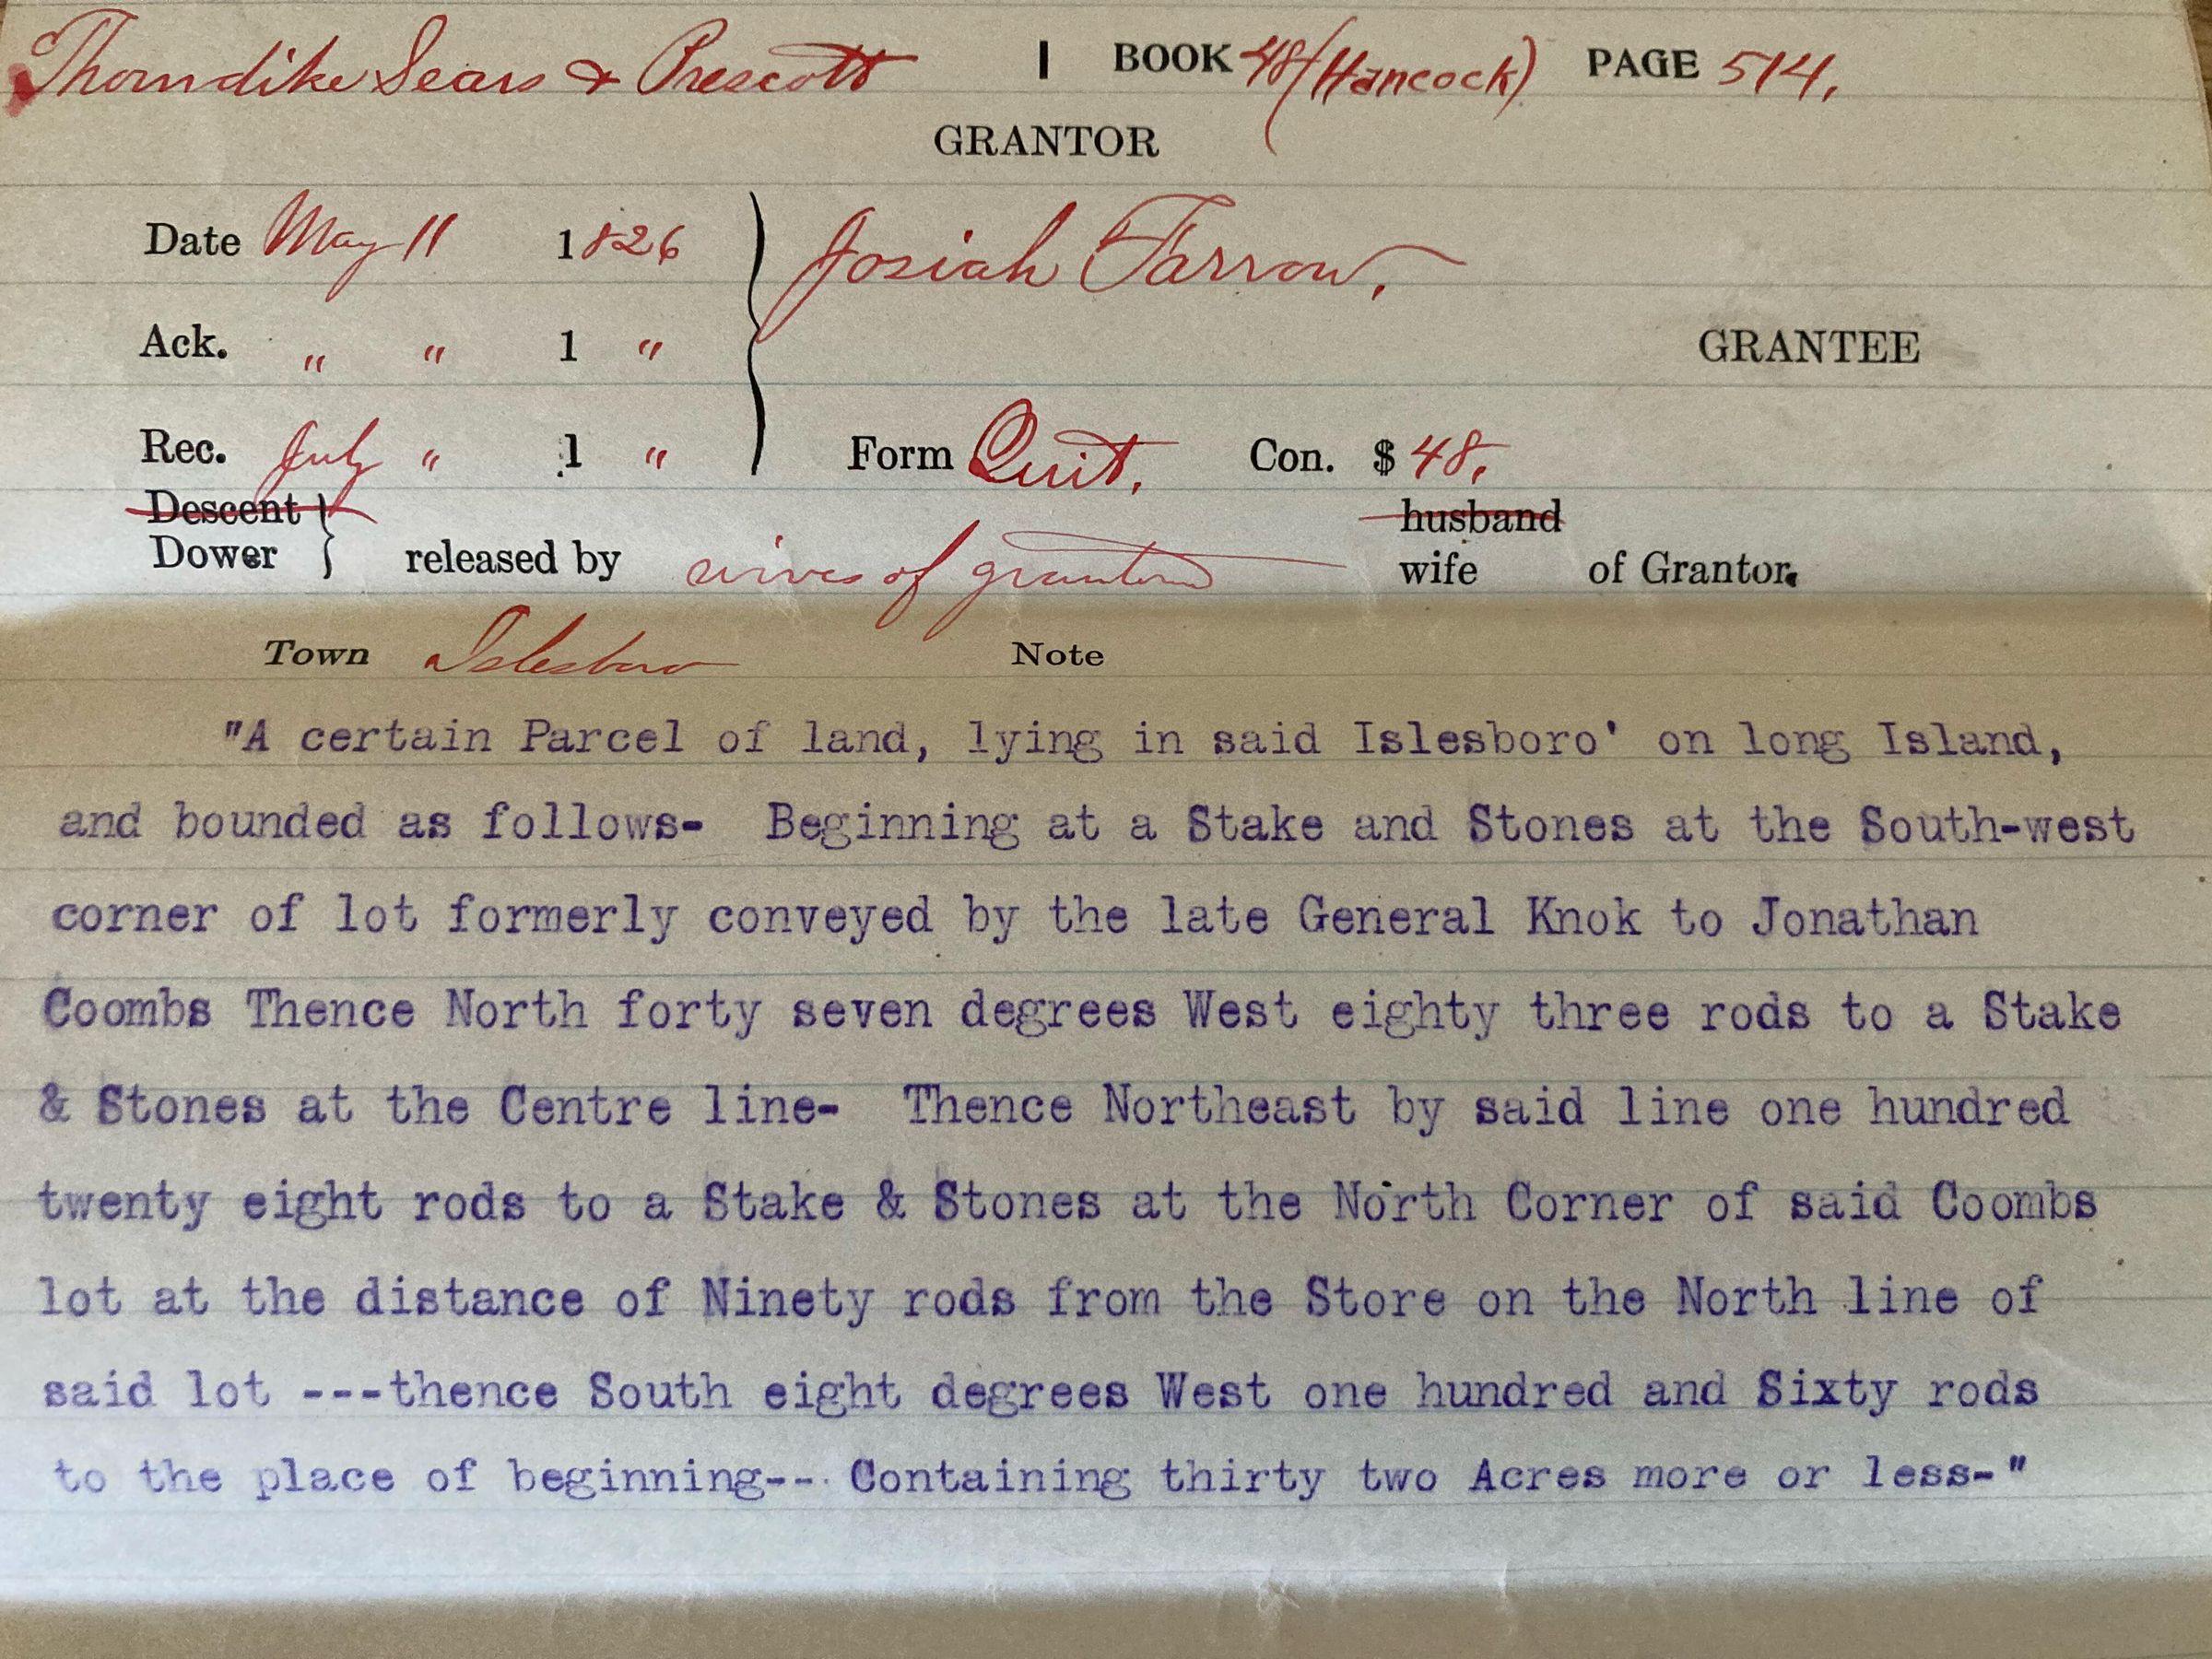 Thorndike Sears & Prescott | BOOK 48 (Hancock) PAGE 514,
GRANTOR
Date May 11 1826 Josiah Farrow,
Ack. " " 1 "
GRANTEE
Rec. July " 1 " Form Quit. Con. $ 48.
Descent husband
Dower released by wives of grantors wife of Grantor.
Town Islesboro Note
"A certain Parcel of land, lying in said Islesboro' on long Island,
and bounded as follows- Beginning at a Stake and Stones at the South-west
corner of lot formerly conveyed by the late General Knok to Jonathan
Coombs Thence North forty seven degrees West eighty three rods to a Stake
& Stones at the Centre line- Thence Northeast by said line one hundred
twenty eight rods to a Stake & Stones at the North Corner of said Coombs
lot at the distance of Ninety rods from the Store on the North line of
said lot ---thence South eight degrees West one hundred and Sixty rods
to the place of beginning--- Containing thirty two Acres more or less-"